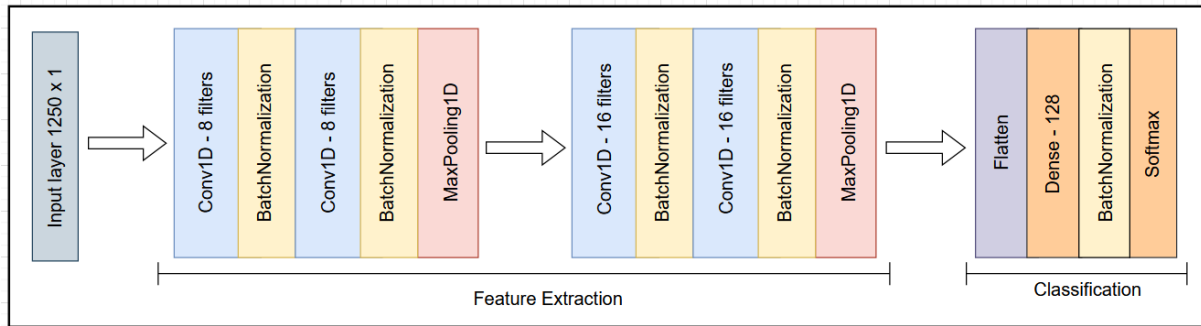 Input layer 1250 x 1
Conv1D - 8 filters
BatchNormalization
Conv1D - 8 filters
BatchNormalization
MaxPooling1D
Conv1D - 16 filters
BatchNormalization
Conv1D - 16 filters
BatchNormalization
MaxPooling1D
Flatten
Dense - 128
BatchNormalization
Softmax
Feature Extraction
Classification